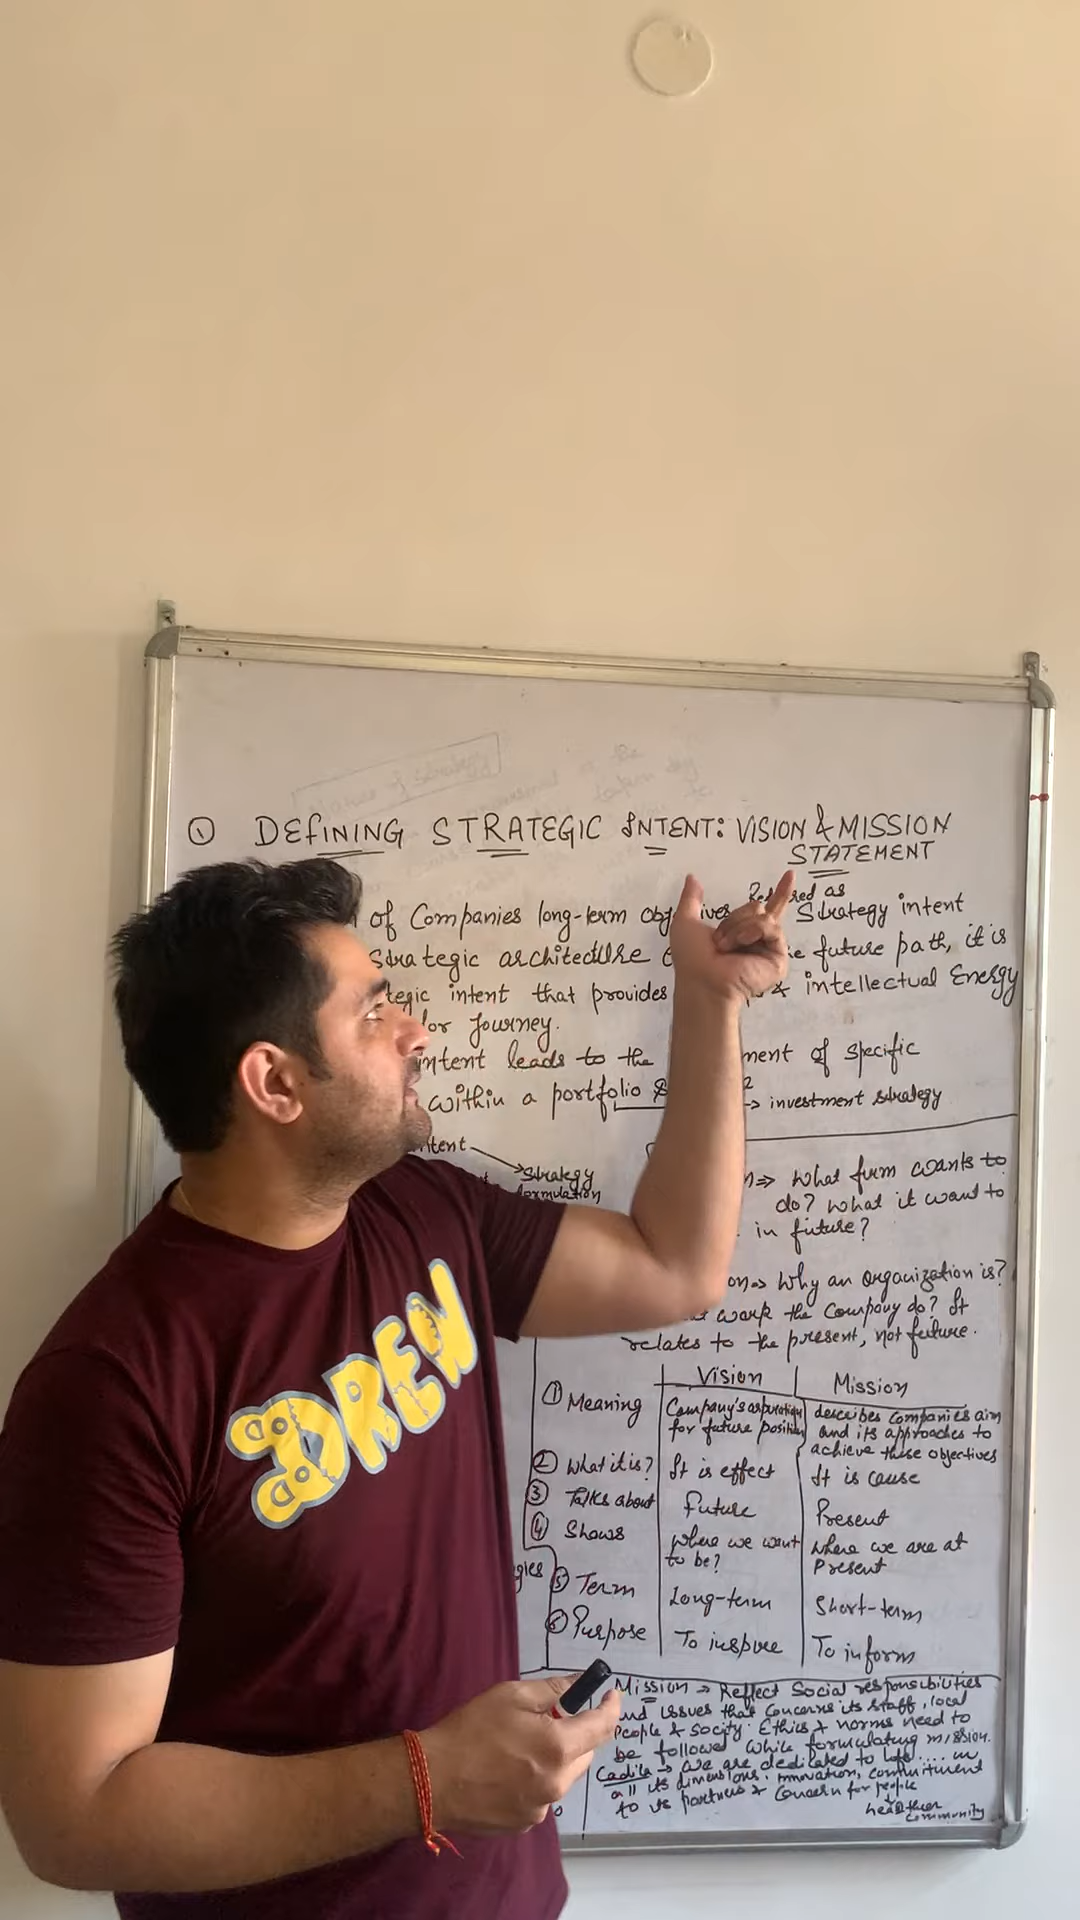 ① DEFINING STRATEGIC INTENT: VISION & MISSION
STATEMENT
of Companies long-term Refered as Strategy intent
Strategic architecture future path, it is
tegic intent that provides & intellectual Energy
for Journey.
intent leads to the ment of specific
within a portfolio → investment strategy
ntent → Strategy
formulation
⇒ What firm wants to
do? What it want to
in future?
on⇒ Why an organization is?
work the Company do? It
relates to the present, not future.
Vision Mission
① Meaning Company's aspiration for future position describes companies aim and its approaches to achieve these objectives
② What it is? It is effect It is cause
③ Talks about Future Present
④ Shows Where we want to be? Where we are at Present
⑤ Term Long-term Short-term
⑥ Purpose To inspire To inform
gies
Mission → Reflect Social responsibilities
and issues that concerns its staff, local
people & socity. Ethics & norms need to
be followed while formulating mission.
Cadila → We are dedicated to life .... in
all its dimensions. innovation, commitment
to its partners & concern for people
healthier
community
DREW